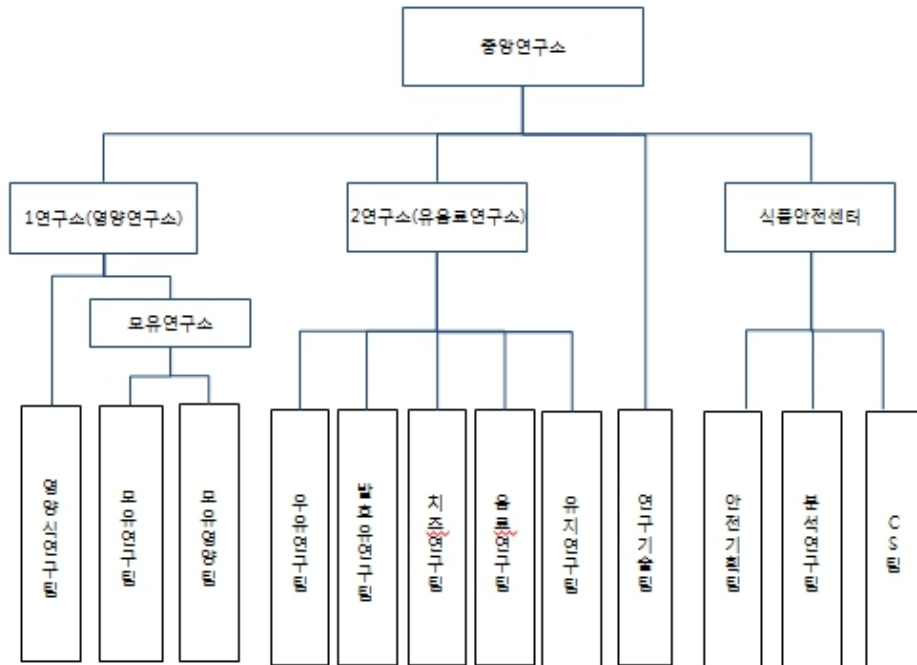 중앙연구소
1연구소(영양연구소)
2연구소(유음료연구소)
식품안전센터
모유연구소
영양식연구팀
모유연구팀
모유영양팀
우유연구팀
발효유연구팀
치즈연구팀
음료연구팀
유지연구팀
연구기술팀
안전기획팀
분석연구팀
CS팀